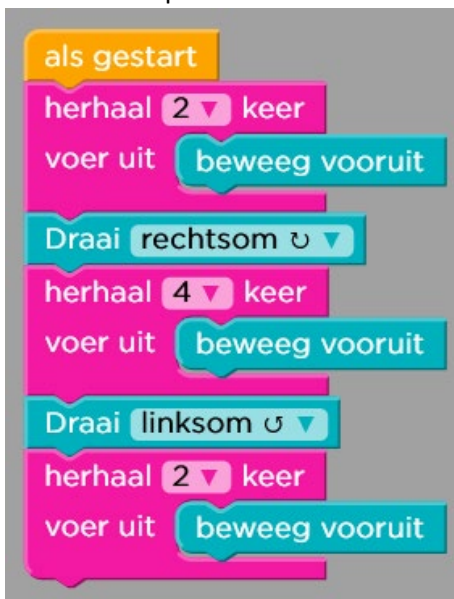 als gestart
herhaal 2 ▼ keer
voer uit beweeg vooruit
Draai rechtsom ↻ ▼
herhaal 4 ▼ keer
voer uit beweeg vooruit
Draai linksom ↺ ▼
herhaal 2 ▼ keer
voer uit beweeg vooruit